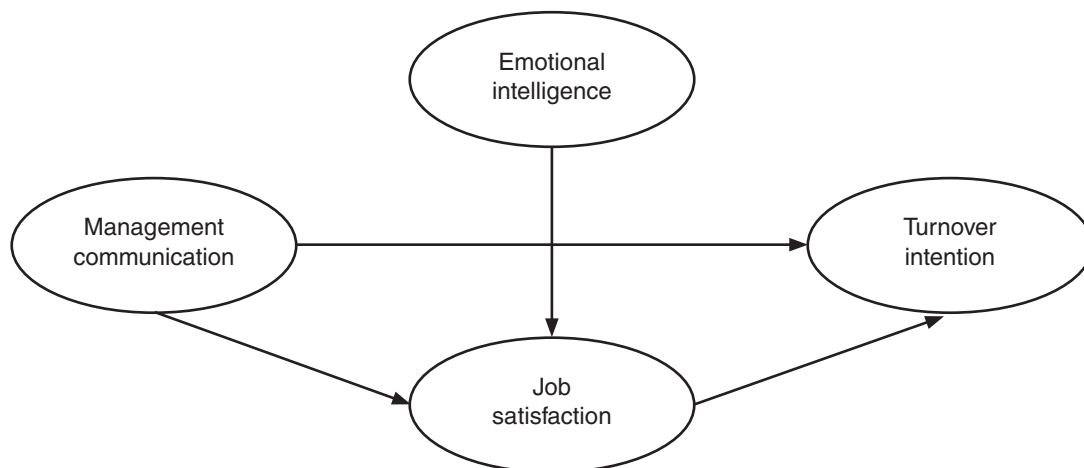 Emotional
intelligence
Management
communication
Turnover
intention
Job
satisfaction